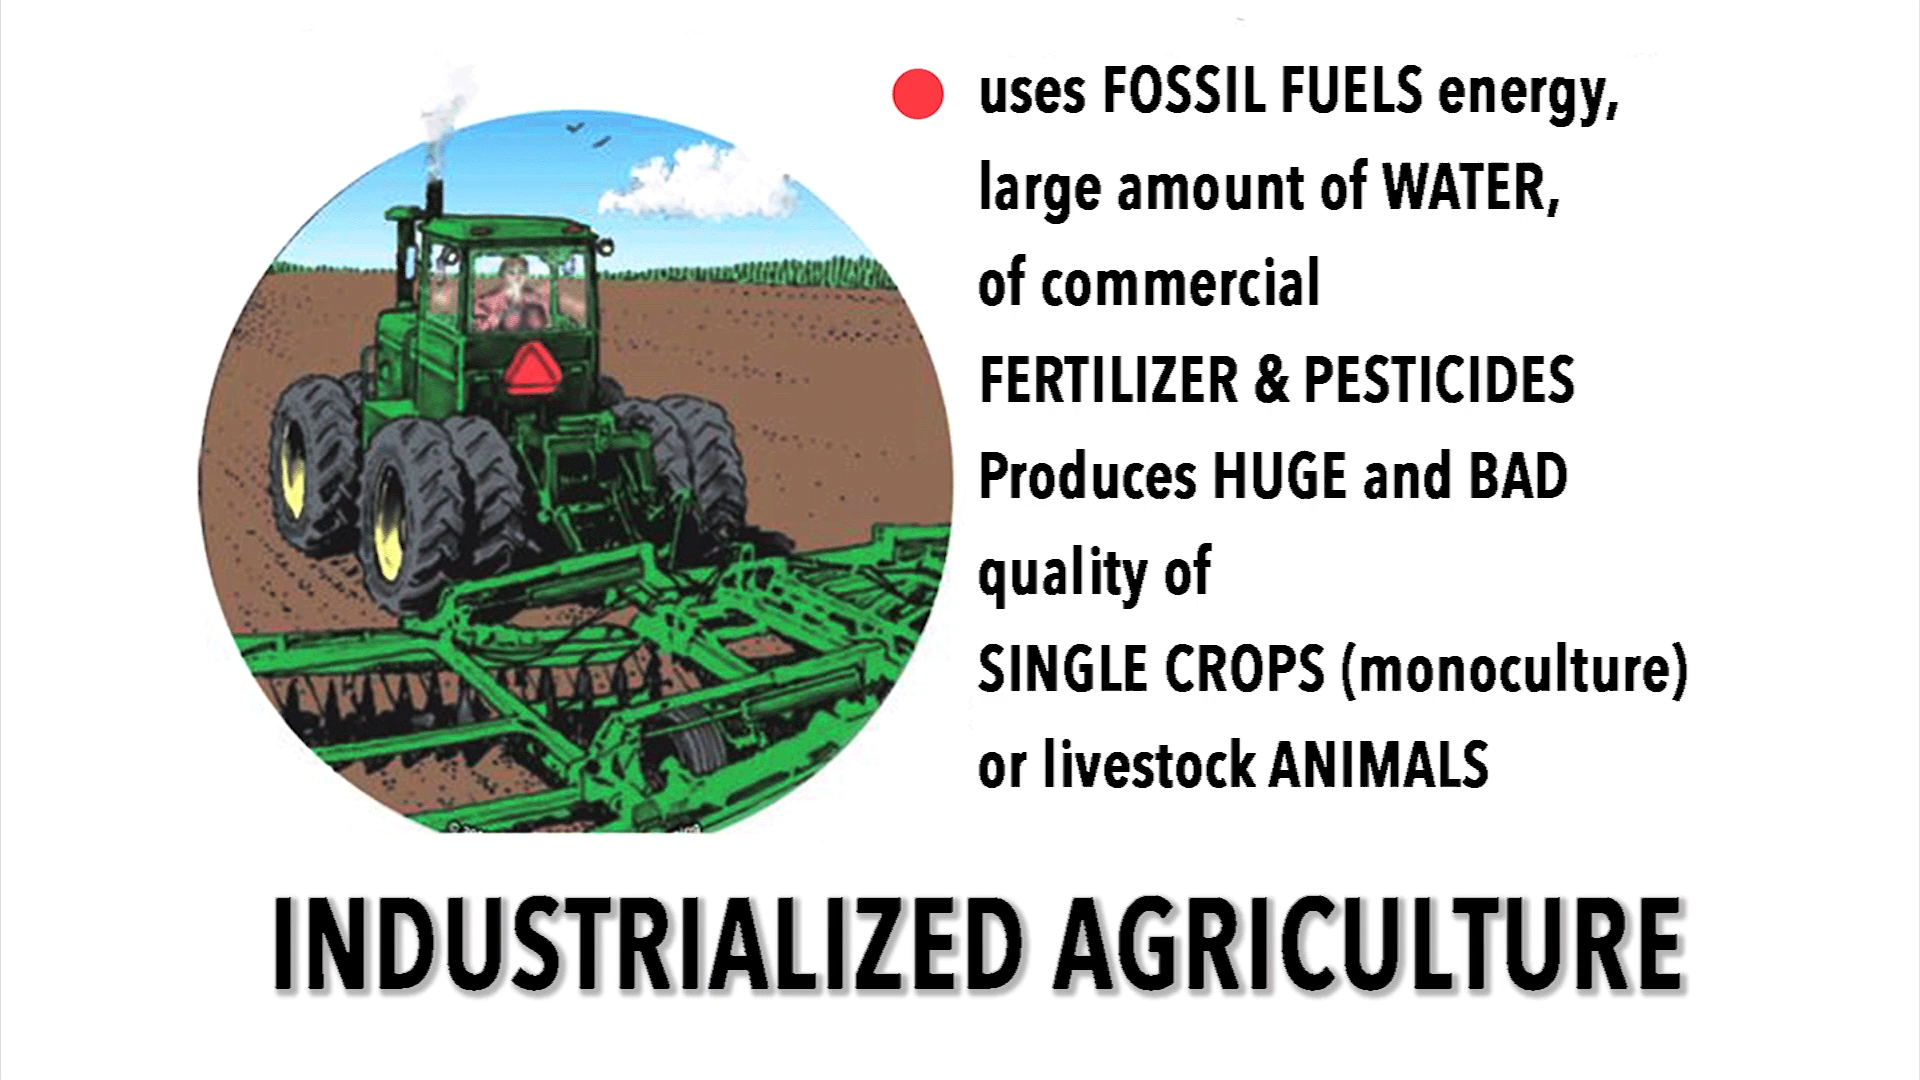 uses FOSSIL FUELS energy,
large amount of WATER,
of commercial
FERTILIZER & PESTICIDES
Produces HUGE and BAD
quality of
SINGLE CROPS (monoculture)
or livestock ANIMALS
INDUSTRIALIZED AGRICULTURE